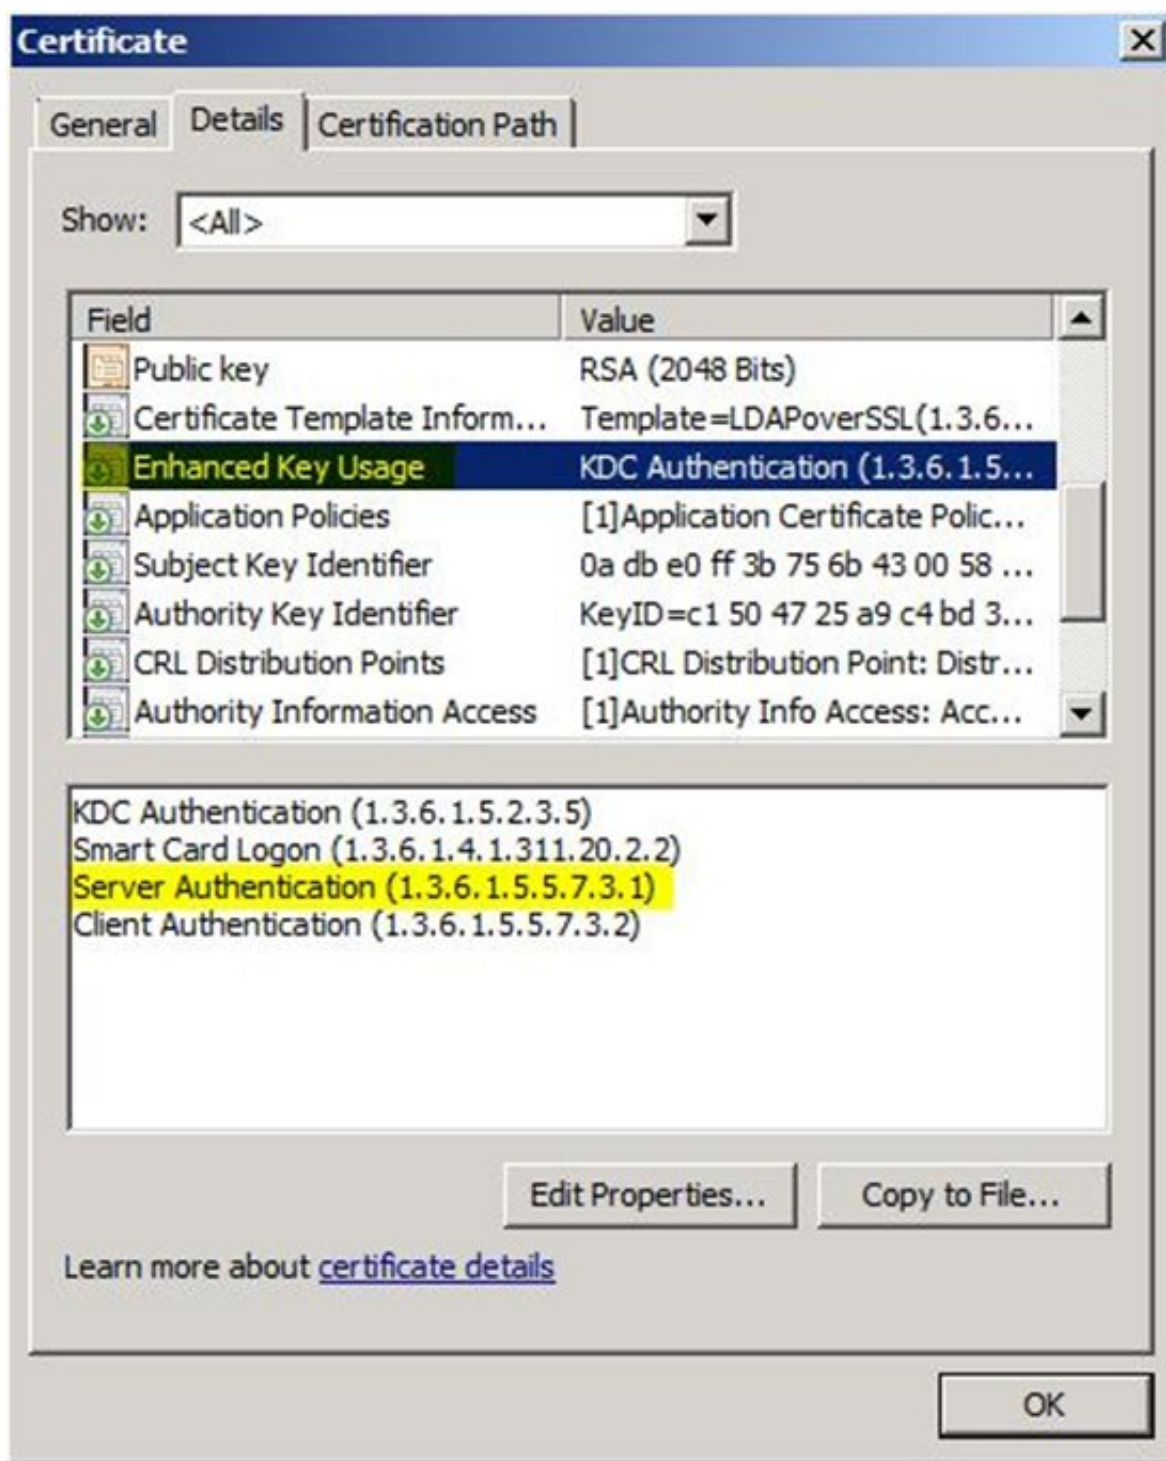 Certificate
General Details Certification Path
Show: <All>
Field Value
Public key RSA (2048 Bits)
Certificate Template Inform... Template=LDAPoverSSL(1.3.6...
Enhanced Key Usage KDC Authentication (1.3.6.1.5...
Application Policies [1]Application Certificate Polic...
Subject Key Identifier 0a db e0 ff 3b 75 6b 43 00 58 ...
Authority Key Identifier KeyID=c1 50 47 25 a9 c4 bd 3...
CRL Distribution Points [1]CRL Distribution Point: Distr...
Authority Information Access [1]Authority Info Access: Acc...
KDC Authentication (1.3.6.1.5.2.3.5)
Smart Card Logon (1.3.6.1.4.1.311.20.2.2)
Server Authentication (1.3.6.1.5.5.7.3.1)
Client Authentication (1.3.6.1.5.5.7.3.2)
Edit Properties... Copy to File...
Learn more about certificate details
OK